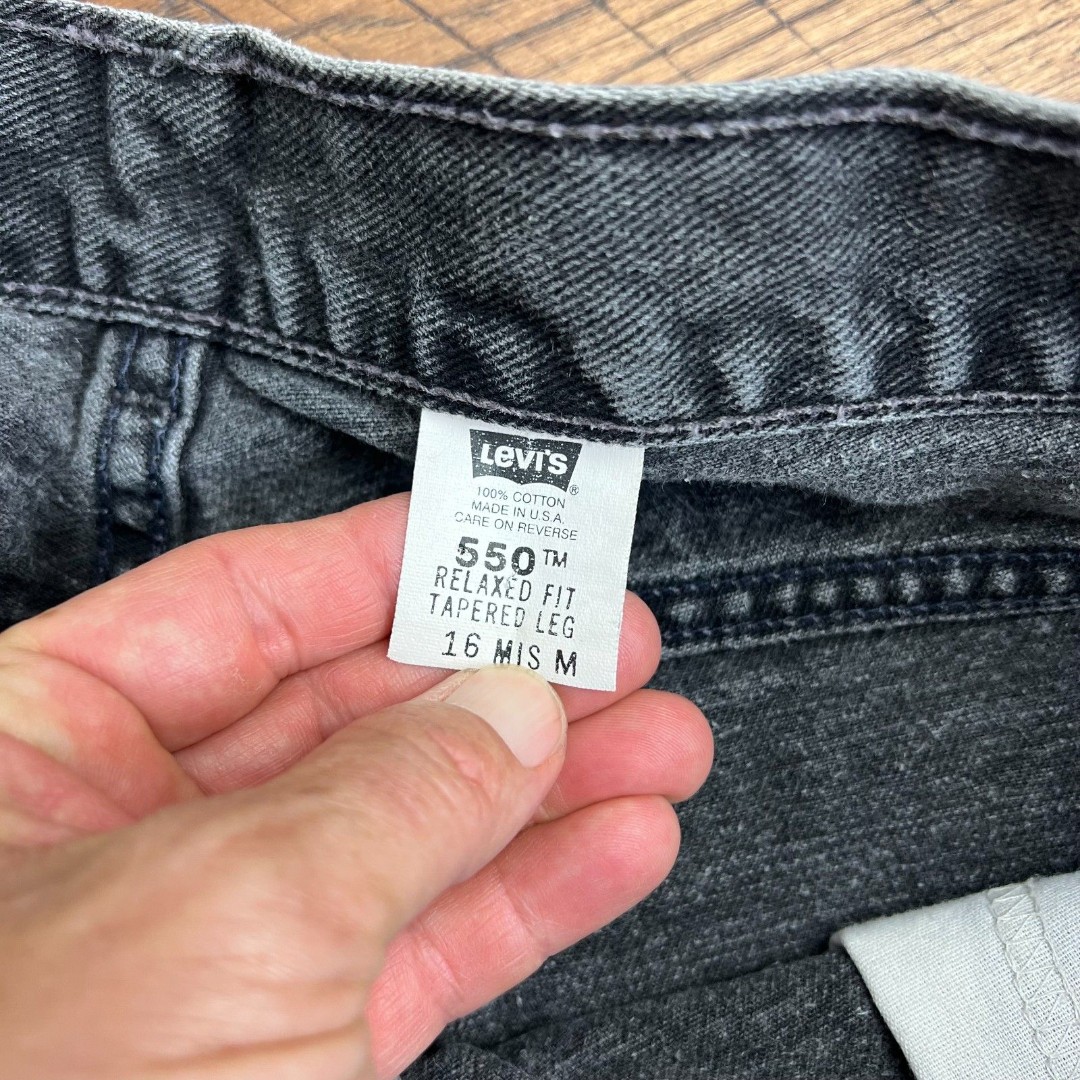 LEVI'S ®
100% COTTON
MADE IN U.S.A.
CARE ON REVERSE
550™
RELAXED FIT
TAPERED LEG
16 MIS M